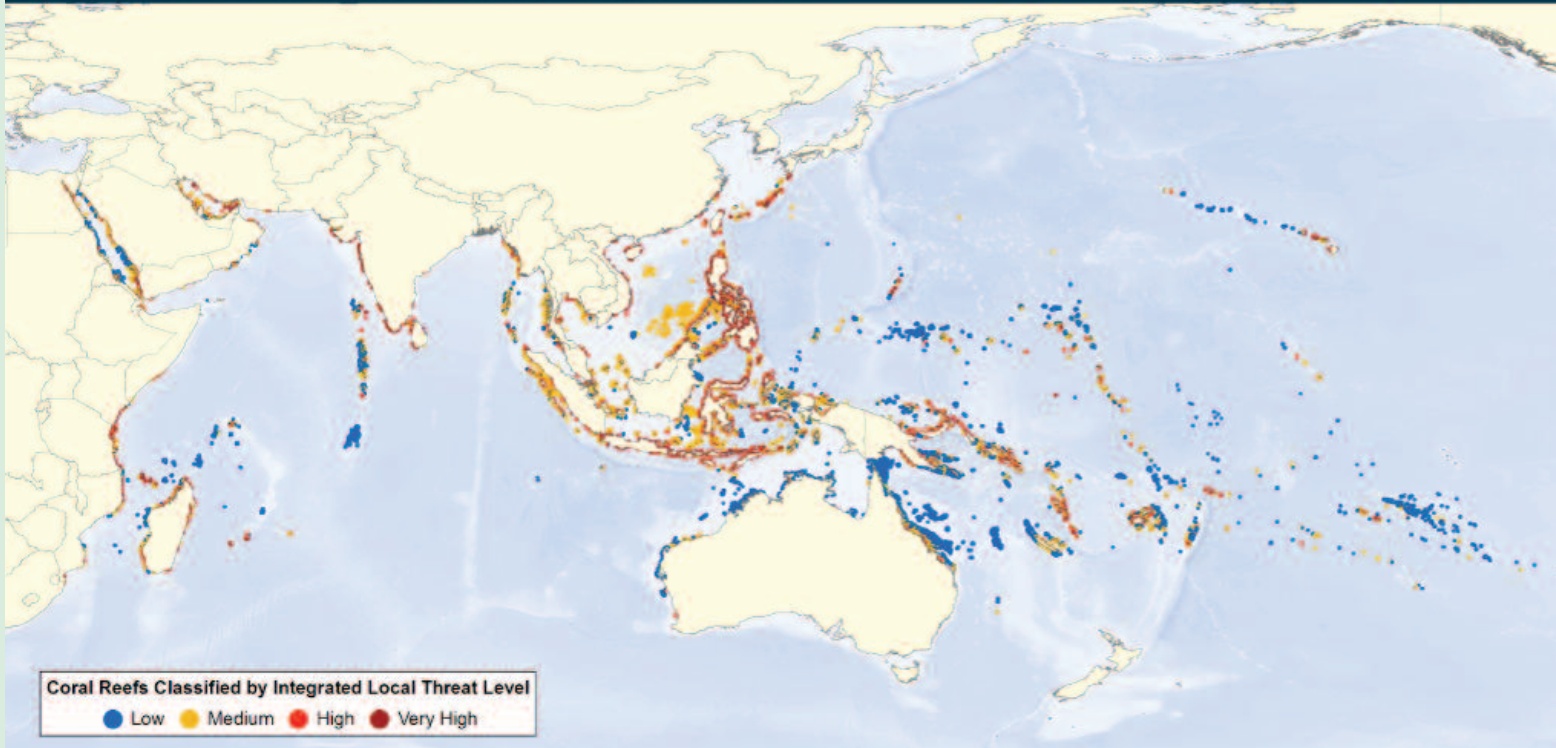 Coral Reefs Classified by Integrated Local Threat Level
Low Medium High Very High